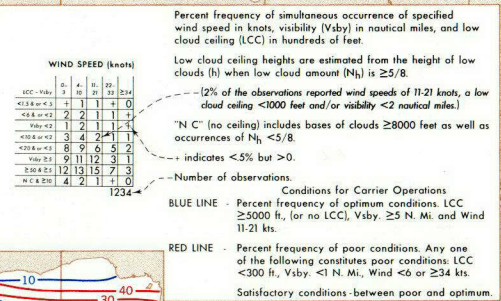 Percent frequency of simultaneous occurrence of specified
wind speed in knots, visibility (Vsby) in nautical miles, and low
cloud ceiling (LCC) in hundreds of feet.
Low cloud ceiling heights are estimated from the height of low
clouds (h) when low cloud amount (Nh) is ≥5/8.
WIND SPEED (knots)
LCC - Vsby 0-3 4-10 11-21 22-33 ≥34
<1.5 & or <.5 + 1 1 + 0
<6 & or <2 2 2 1 1 +
Vsby <2 1 2 1 1 +
<10 & or <2 3 4 2 1 1
<20 & or <5 8 9 6 5 2
Vsby ≥5 9 11 12 3 1
≥50 & ≥5 12 13 15 7 3
NC & ≥10 4 2 1 + 0
1234
(2% of the observations reported wind speeds of 11-21 knots, a low
cloud ceiling <1000 feet and/or visibility <2 nautical miles.)
"N C" (no ceiling) includes bases of clouds ≥8000 feet as well as
occurrences of Nh <5/8.
+ indicates <.5% but >0.
Number of observations.
Conditions for Carrier Operations
BLUE LINE - Percent frequency of optimum conditions. LCC
≥5000 ft., (or no LCC), Vsby. ≥5 N. Mi. and Wind
11-21 kts.
RED LINE - Percent frequency of poor conditions. Any one
of the following constitutes poor conditions: LCC
<300 ft., Vsby. <1 N. Mi., Wind <6 or ≥34 kts.
Satisfactory conditions-between poor and optimum.
10
40
30